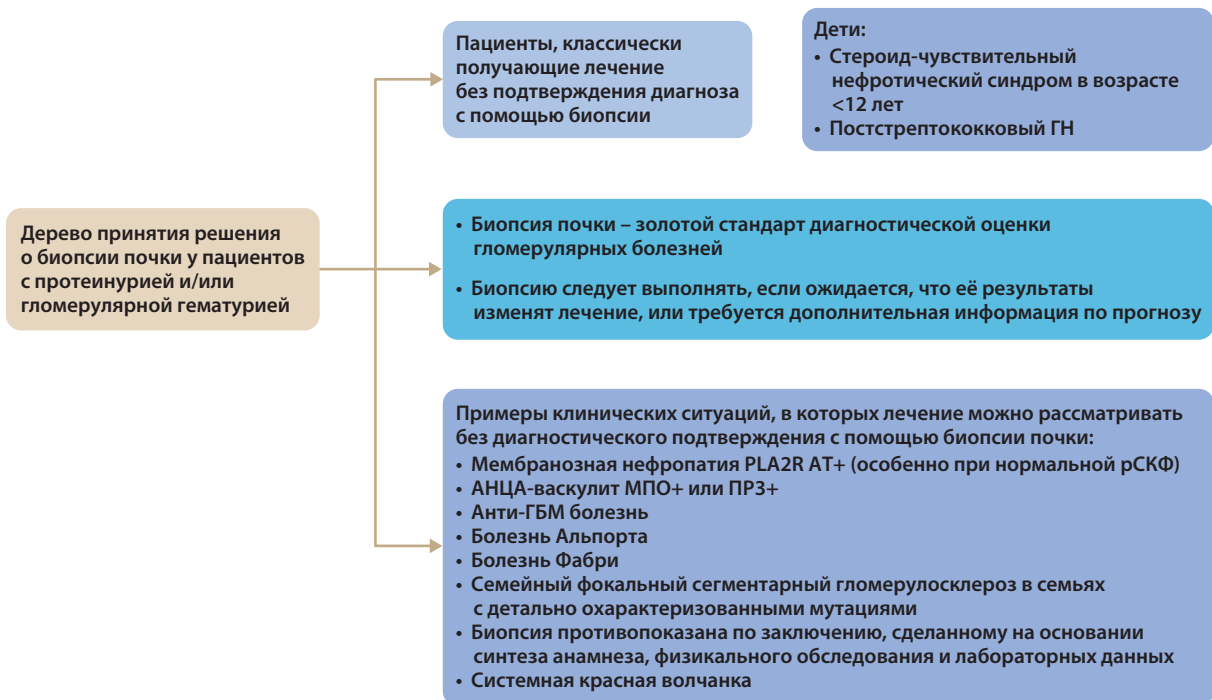 Дерево принятия решения
о биопсии почки у пациентов
с протеинурией и/или
гломерулярной гематурией
Пациенты, классически
получающие лечение
без подтверждения диагноза
с помощью биопсии
Дети:
• Стероид-чувствительный
нефротический синдром в возрасте
<12 лет
• Постстрептококковый ГН
• Биопсия почки – золотой стандарт диагностической оценки
гломерулярных болезней
• Биопсию следует выполнять, если ожидается, что её результаты
изменят лечение, или требуется дополнительная информация по прогнозу
Примеры клинических ситуаций, в которых лечение можно рассматривать
без диагностического подтверждения с помощью биопсии почки:
• Мембранозная нефропатия PLA2R АТ+ (особенно при нормальной рСКФ)
• АНЦА-васкулит МПО+ или ПР3+
• Анти-ГБМ болезнь
• Болезнь Альпорта
• Болезнь Фабри
• Семейный фокальный сегментарный гломерулосклероз в семьях
с детально охарактеризованными мутациями
• Биопсия противопоказана по заключению, сделанному на основании
синтеза анамнеза, физикального обследования и лабораторных данных
• Системная красная волчанка